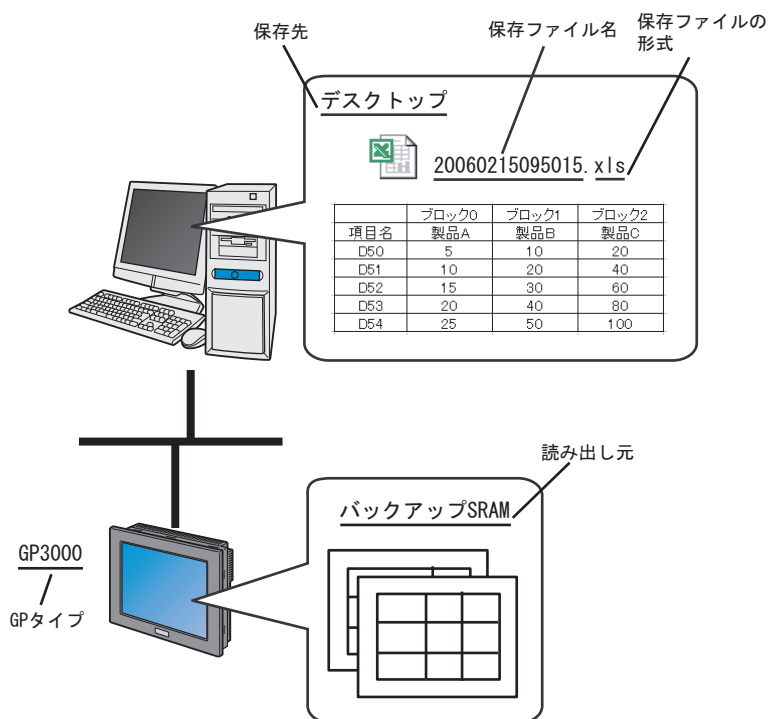 保存先
保存ファイル名
保存ファイルの
形式
デスクトップ
20060215095015.xls
ブロック0 ブロック1 ブロック2
項目名 製品A 製品B 製品C
D50 5 10 20
D51 10 20 40
D52 15 30 60
D53 20 40 80
D54 25 50 100
読み出し元
バックアップSRAM
GP3000
GPタイプ